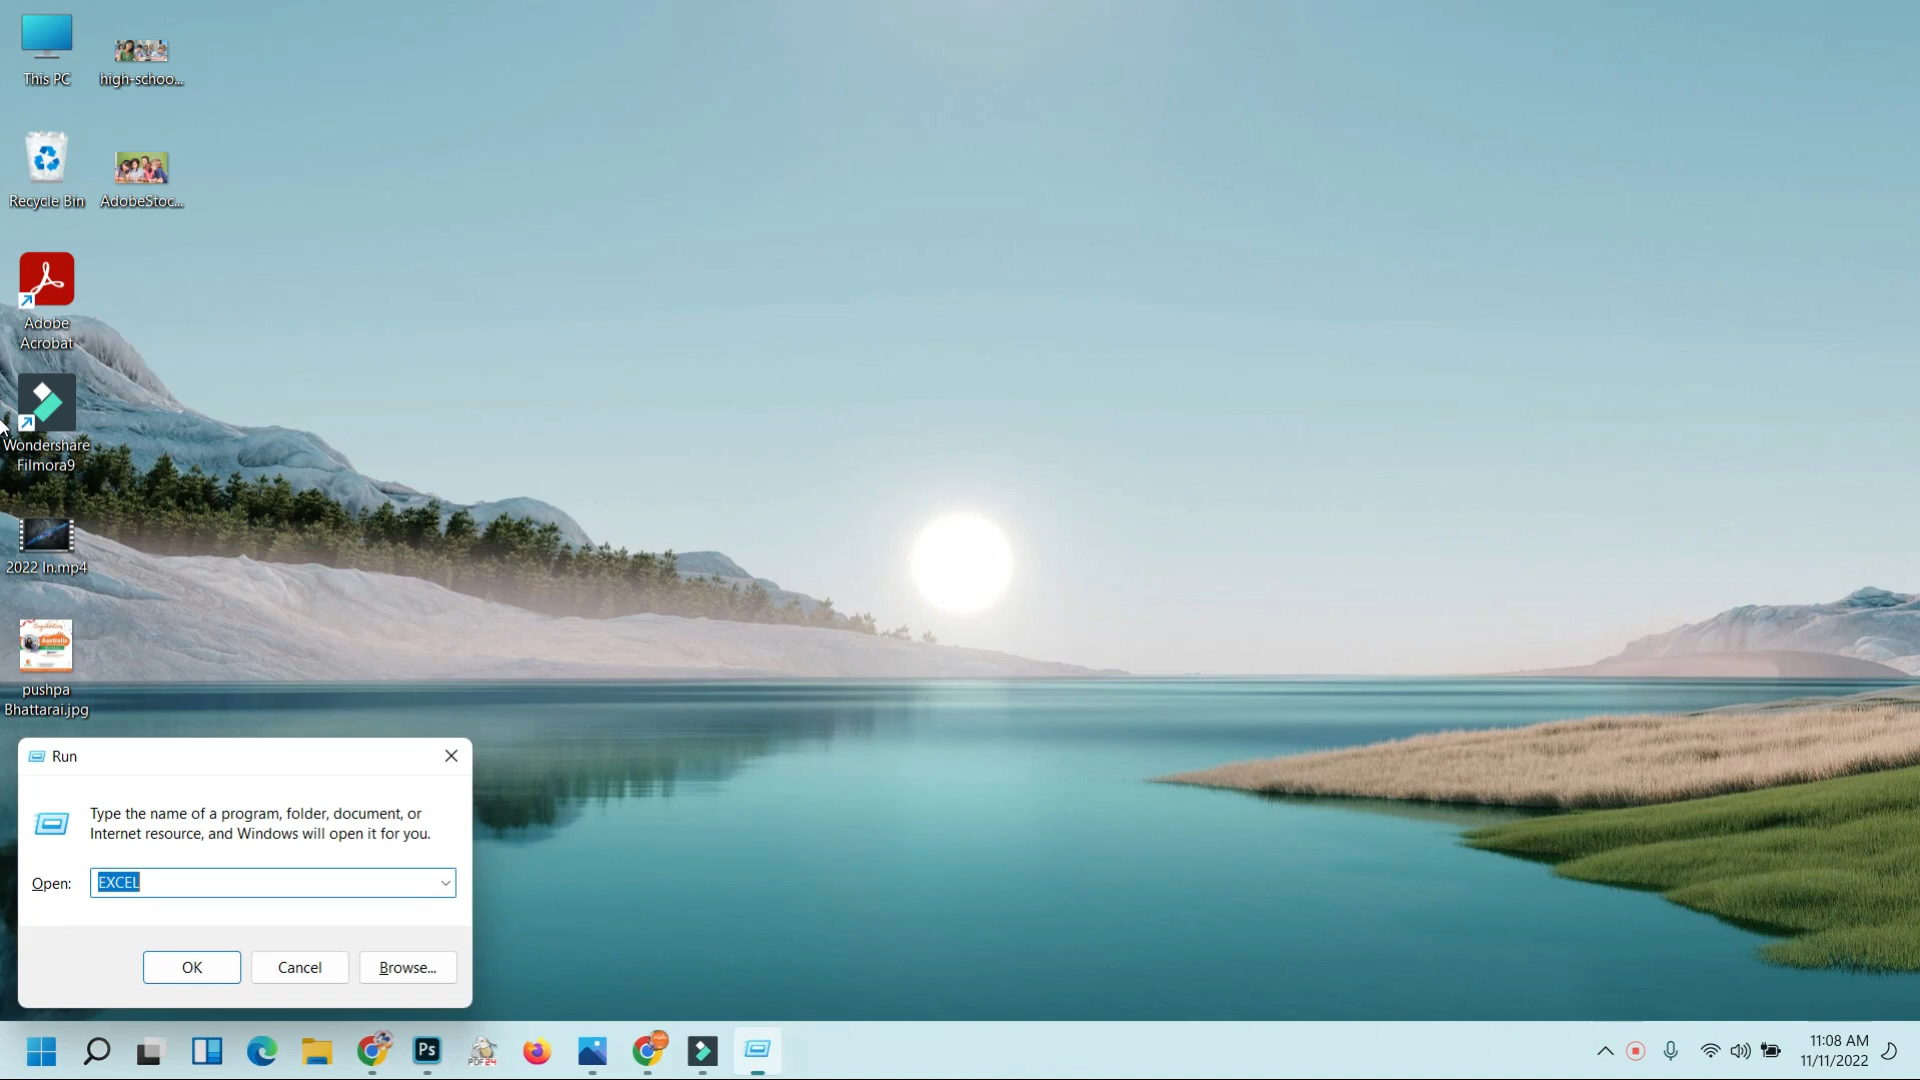 This PC
high-schoo...
Recycle Bin
AdobeStoc...
Adobe
Acrobat
Wondershare
Filmora9
2022 In.mp4
pushpa
Bhattarai.jpg
Run
Type the name of a program, folder, document, or
Internet resource, and Windows will open it for you.
Open:
EXCEL
OK
Cancel
Browse...
Ps
PDF24
11:08 AM
11/11/2022